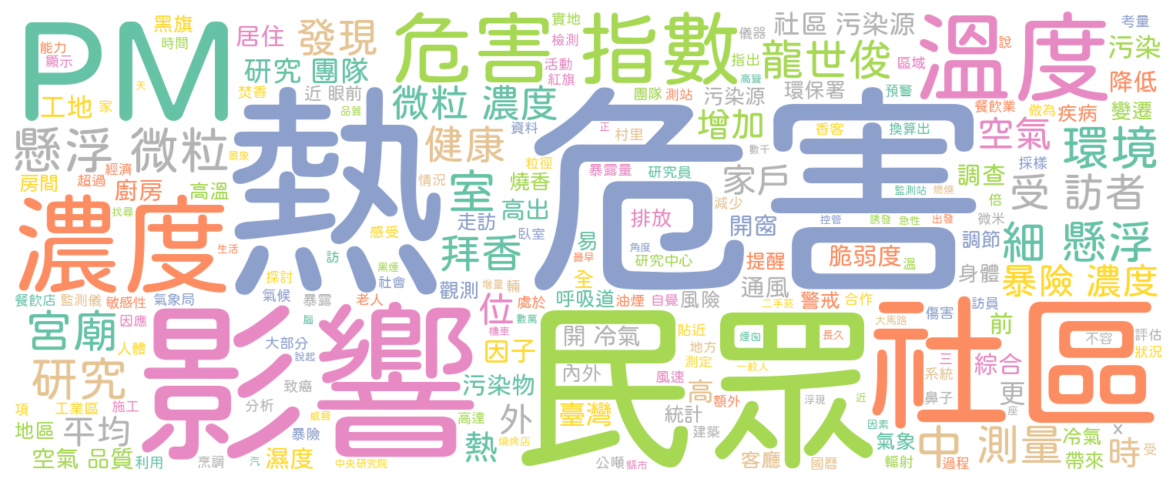 PM
熱
危害
影響
民眾
社區
溫度
濃度
危害 指數
龍世俊
懸浮 微粒
細 懸浮
環境
受 訪者
測量
中
時
研究
宮廟
拜香
室
健康
發現
微粒 濃度
研究 團隊
社區 污染源
空氣
暴險 濃度
家戶
增加
平均
空氣 品質
黑旗
時間
能力
顯示
工地
家
天
居住
焚香
近
眼前
品質
實地
檢測
活動
紅旗
儀器
指出
高聳
團隊
測站
污染源
環保署
區域
預警
說
考量
污染
降低
餐飲業
做為
疾病
變遷
資料
正
村里
香客
換算出
數千
景象
經濟
超過
房間
廚房
高溫
找尋
生活
情況
粒徑
燒香
高出
走訪
臥室
感受
暴露量
研究員
減少
排放
開窗
監測站
燃燒
採樣
倍
調查
控管
誘發
急性
出發
微米
角度
研究中心
最早
易
全
提醒
脆弱度
溫
調節
身體
通風
風險
自覺
油煙
呼吸道
處於
位
觀測
黑煙
社會
增量
輛
探討
氣候
暴露
老人
機車
腦
數萬
說起
餐飲店
監測儀
敏感性
氣象局
因應
人體
大部分
致癌
分析
項
工業區
施工
地區
利用
烹調
汽
暴險
濕度
威脅
中央研究院
高達
熱
燒烤店
外
因子
污染物
開 冷氣
內外
臺灣
公噸
縣市
貼近
地方
測定
風速
高
額外
統計
建築
二手菸
警戒
合作
煙囪
長久
一般人
浮現
近
客廳
國曆
大馬路
訪員
傷害
前
三
系統
鼻子
綜合
更
座
因素
氣象
輻射
過程
不容
評估
狀況
x
冷氣
帶來
受
訪